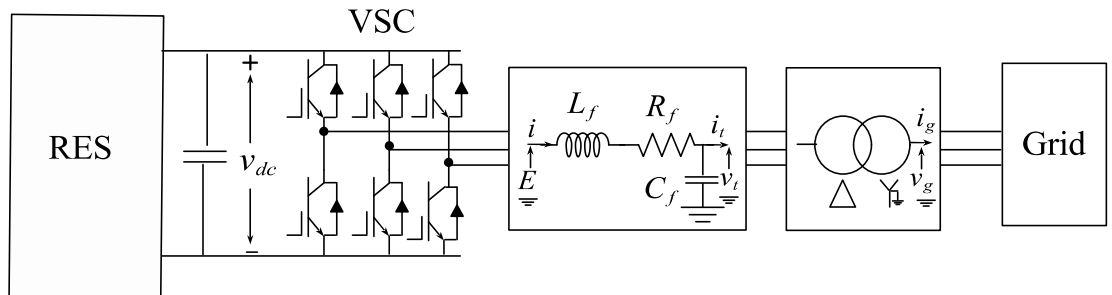 VSC
RES
+
v_dc
−
i
L_f
R_f
i_t
E
C_f
v_t
i_g
v_g
Grid